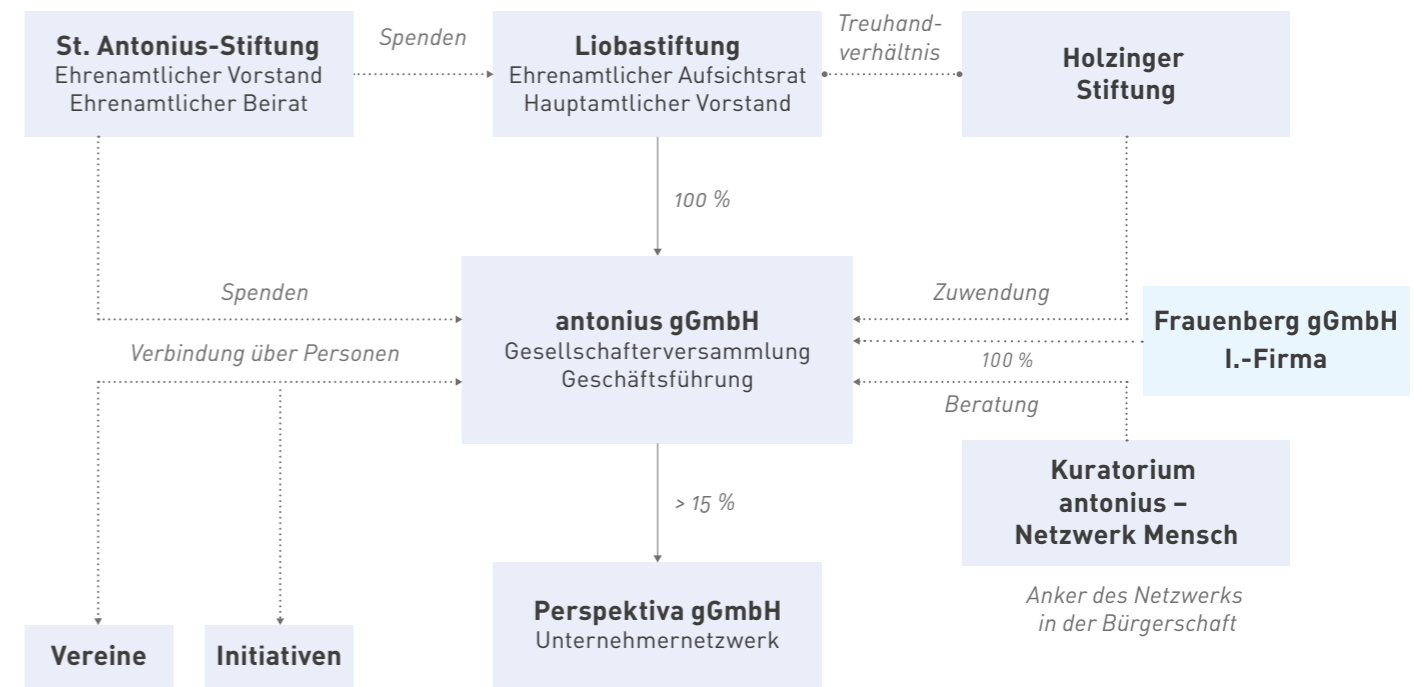 St. Antonius-Stiftung
Ehrenamtlicher Vorstand
Ehrenamtlicher Beirat
Spenden
Liobastiftung
Ehrenamtlicher Aufsichtsrat
Hauptamtlicher Vorstand
Treuhand-
verhältnis
Holzinger
Stiftung
100 %
Spenden
Verbindung über Personen
antonius gGmbH
Gesellschafterversammlung
Geschäftsführung
Zuwendung
100 %
Beratung
Frauenberg gGmbH
I.-Firma
Kuratorium
antonius –
Netzwerk Mensch
Anker des Netzwerks
in der Bürgerschaft
> 15 %
Perspektiva gGmbH
Unternehmernetzwerk
Vereine
Initiativen